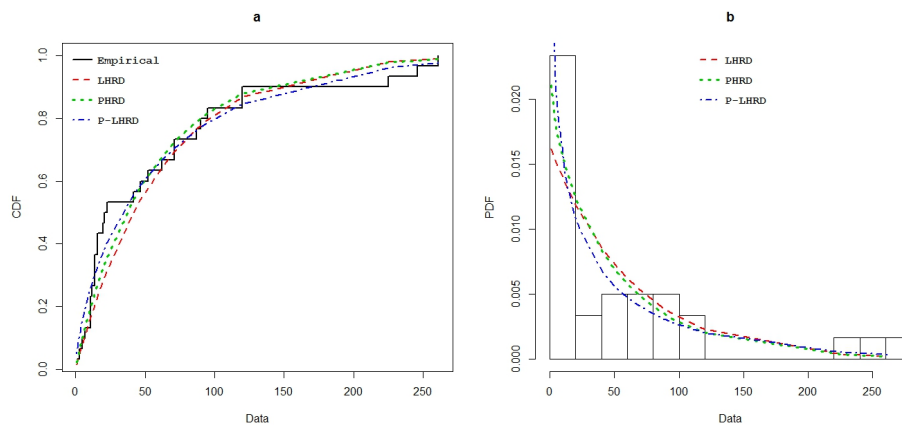 a
CDF
0.0 0.2 0.4 0.6 0.8 1.0
Empirical
LHRD
PHRD
P-LHRD
0 50 100 150 200 250
Data
b
PDF
0.000 0.005 0.010 0.015 0.020
LHRD
PHRD
P-LHRD
0 50 100 150 200 250
Data